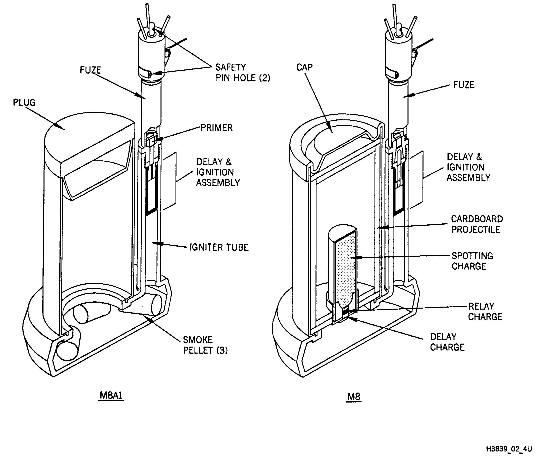 SAFETY
PIN HOLE (2)
FUZE
PLUG
PRIMER
DELAY &
IGNITION
ASSEMBLY
IGNITER TUBE
SMOKE
PELLET (3)
M8A1
CAP
FUZE
DELAY &
IGNITION
ASSEMBLY
CARDBOARD
PROJECTILE
SPOTTING
CHARGE
RELAY
CHARGE
DELAY
CHARGE
M8
H3839_02_4U